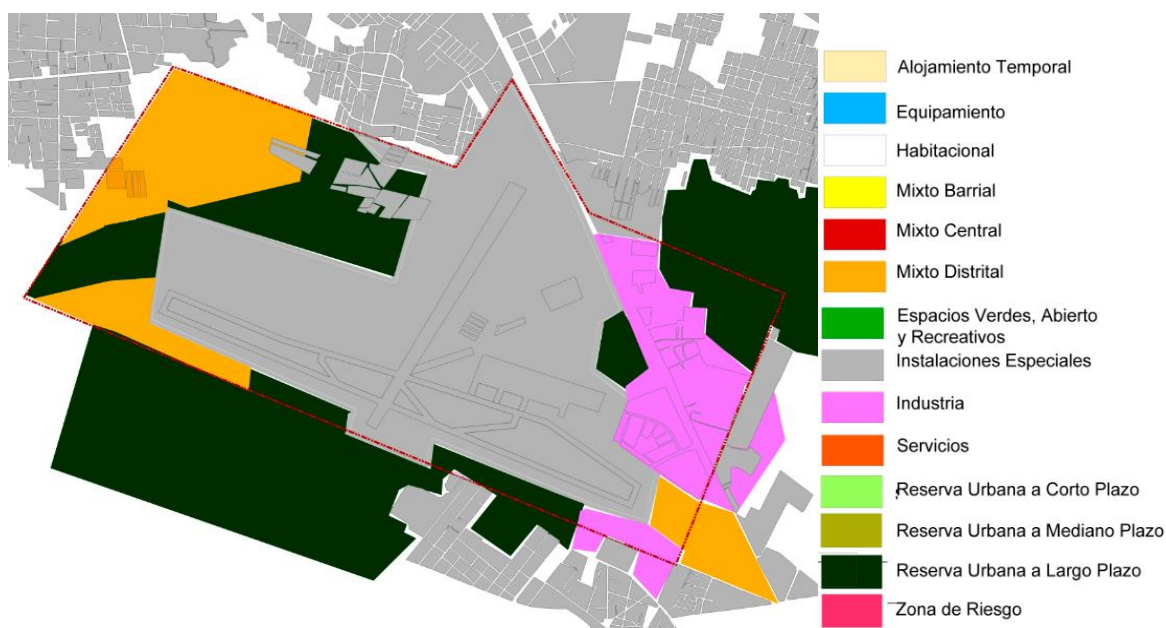 Alojamiento Temporal
Equipamiento
Habitacional
Mixto Barrial
Mixto Central
Mixto Distrital
Espacios Verdes, Abierto
y Recreativos
Instalaciones Especiales
Industria
Servicios
Reserva Urbana a Corto Plazo
Reserva Urbana a Mediano Plazo
Reserva Urbana a Largo Plazo
Zona de Riesgo